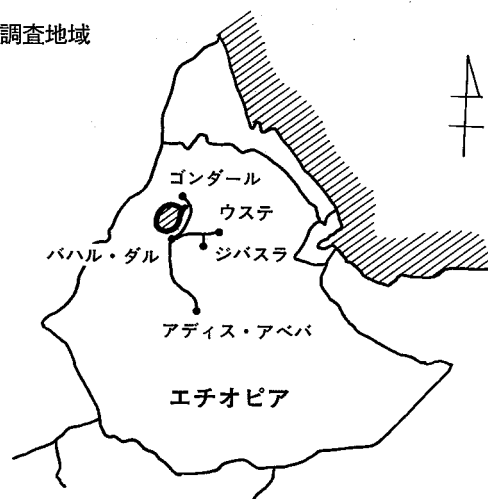 調査地域
ゴンダール
ウステ
バハル・ダル
ジバスラ
アディス・アベバ
エチオピア